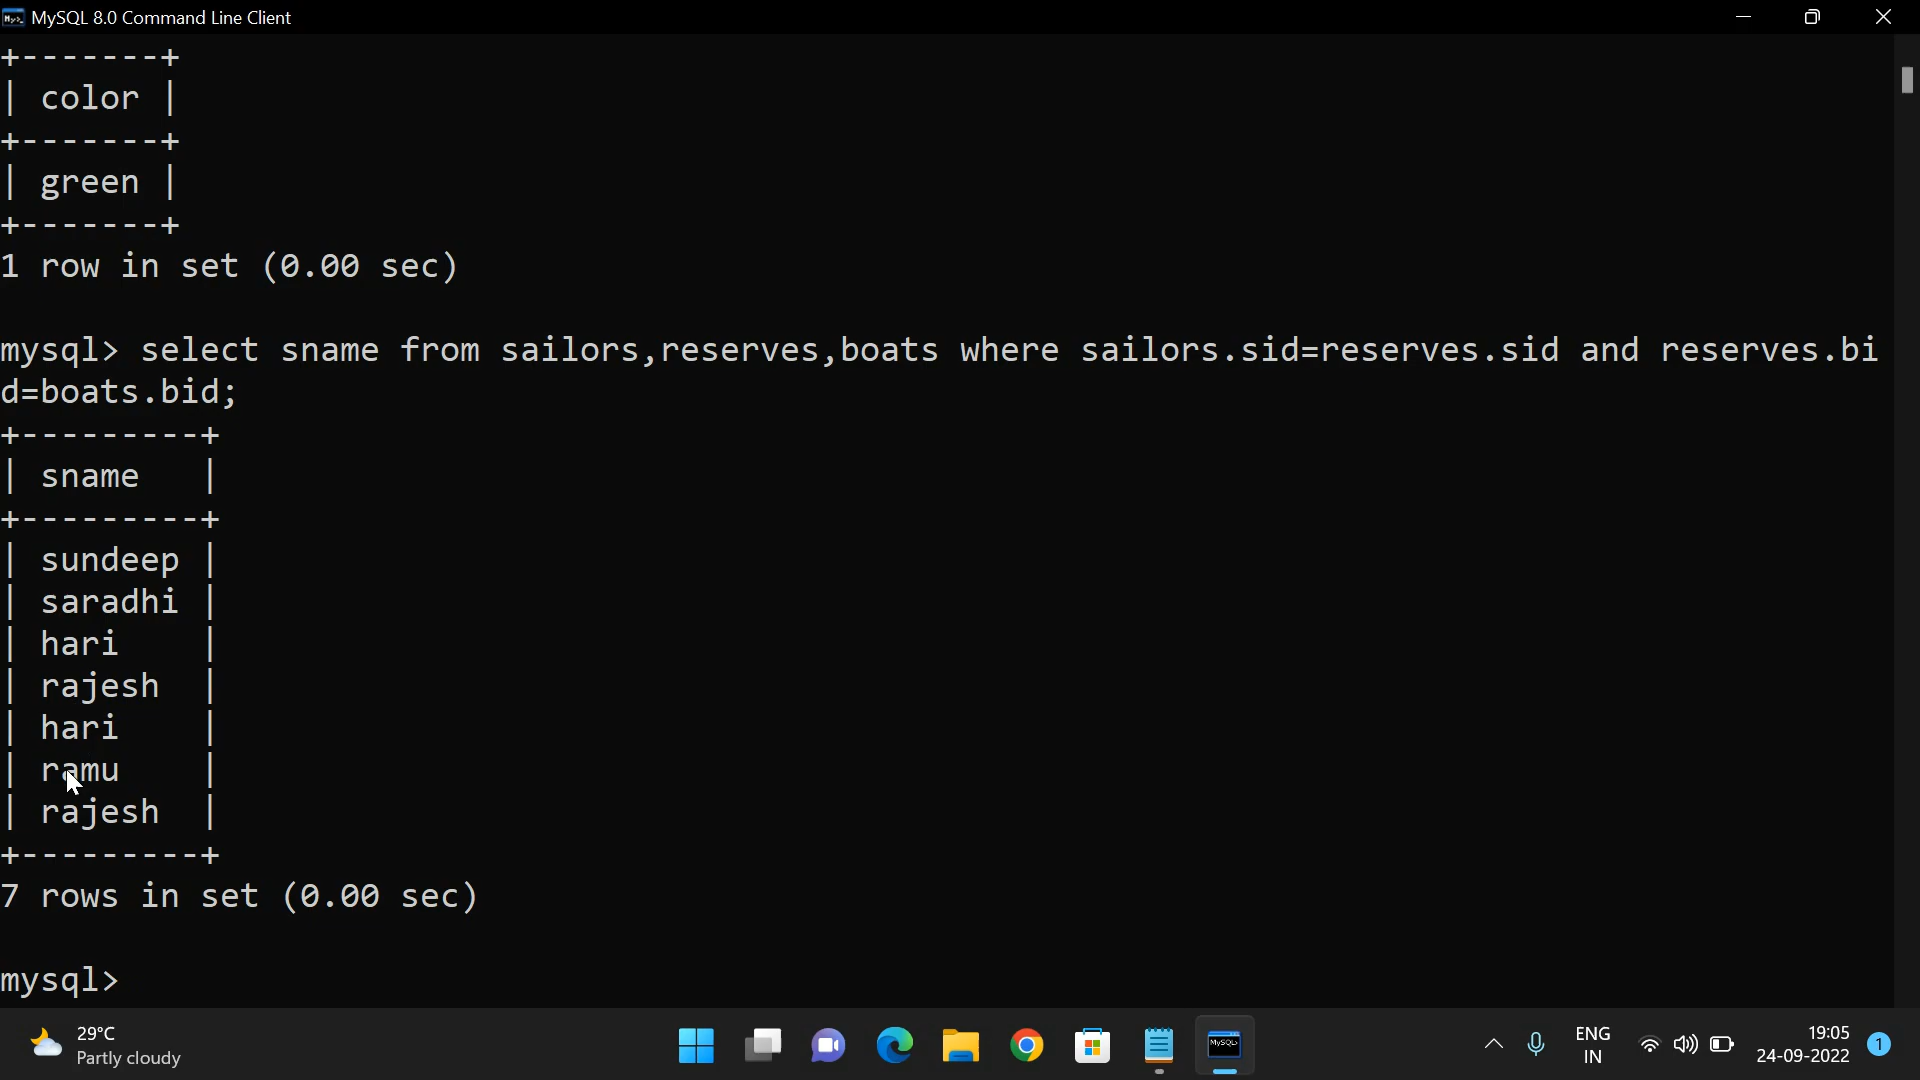 MySQL 8.0 Command Line Client
+-------+
| color |
+-------+
| green |
+-------+
1 row in set (0.00 sec)
mysql> select sname from sailors,reserves,boats where sailors.sid=reserves.sid and reserves.bi
d=boats.bid;
+---------+
| sname   |
+---------+
| sundeep |
| saradhi |
| hari    |
| rajesh  |
| hari    |
| ramu    |
| rajesh  |
+---------+
7 rows in set (0.00 sec)
mysql>
29°C
Partly cloudy
MySQL>
ENG
IN
19:05
24-09-2022
1